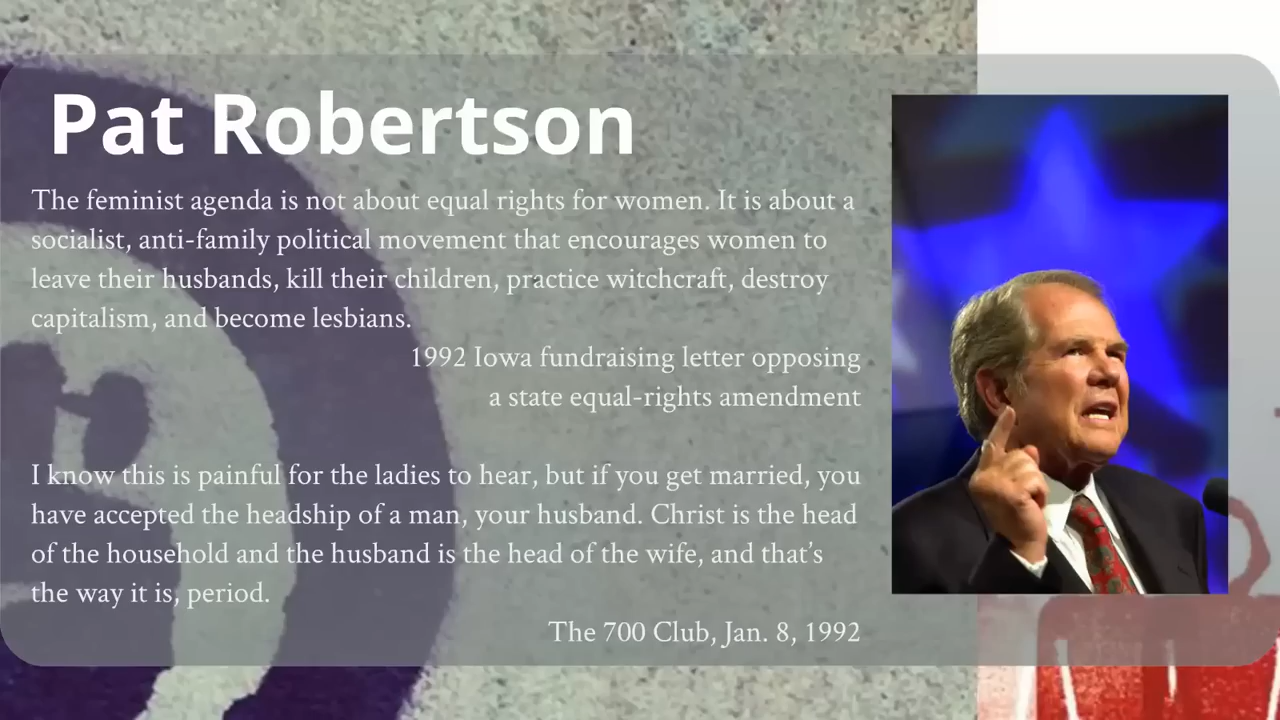 Pat Robertson
The feminist agenda is not about equal rights for women. It is about a
socialist, anti-family political movement that encourages women to
leave their husbands, kill their children, practice witchcraft, destroy
capitalism, and become lesbians.
1992 Iowa fundraising letter opposing
a state equal-rights amendment
I know this is painful for the ladies to hear, but if you get married, you
have accepted the headship of a man, your husband. Christ is the head
of the household and the husband is the head of the wife, and that’s
the way it is, period.
The 700 Club, Jan. 8, 1992